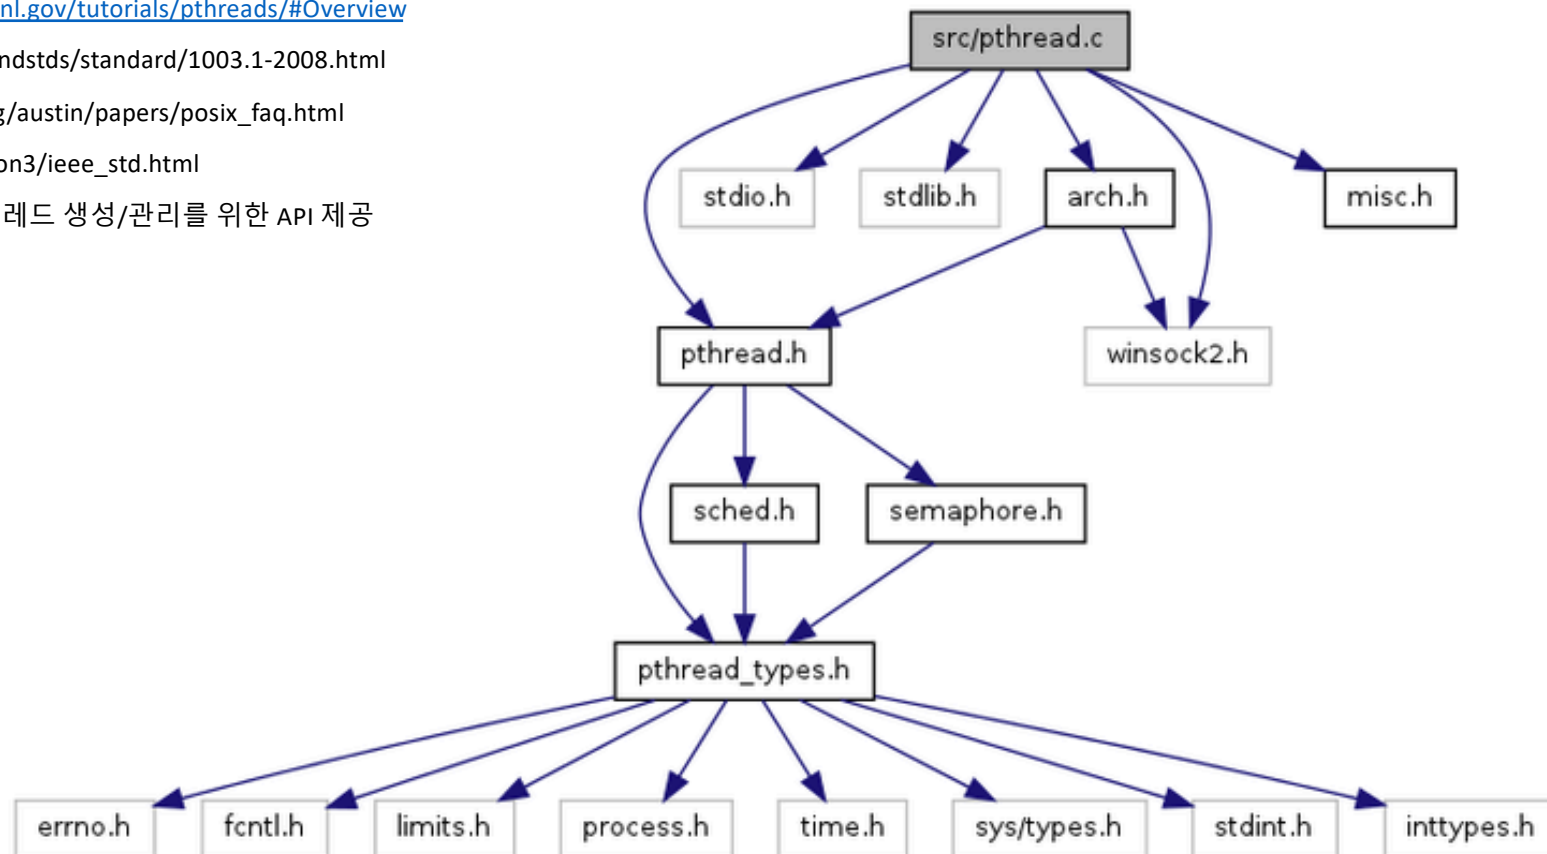 nl.gov/tutorials/pthreads/#Overview
ndstds/standard/1003.1-2008.html
g/austin/papers/posix_faq.html
on3/ieee_std.html
레드 생성/관리를 위한 API 제공
src/pthread.c
stdio.h
stdlib.h
arch.h
misc.h
pthread.h
winsock2.h
sched.h
semaphore.h
pthread_types.h
errno.h
fcntl.h
limits.h
process.h
time.h
sys/types.h
stdint.h
inttypes.h